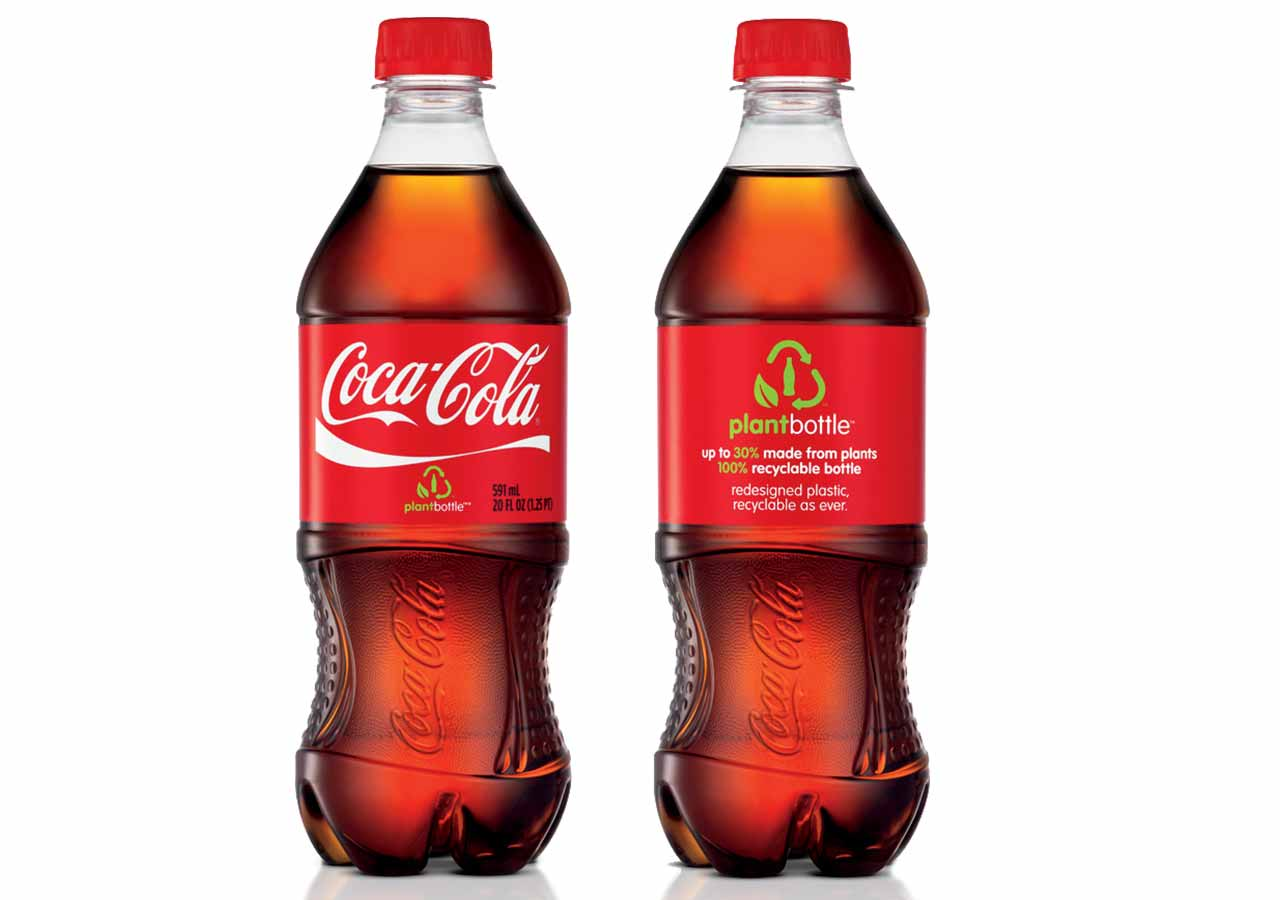 Coca-Cola
plantbottle™
591 mL
20 FL OZ (1.25 PT)
Coca-Cola
plantbottle™
up to 30% made from plants
100% recyclable bottle
redesigned plastic,
recyclable as ever.
Coca-Cola